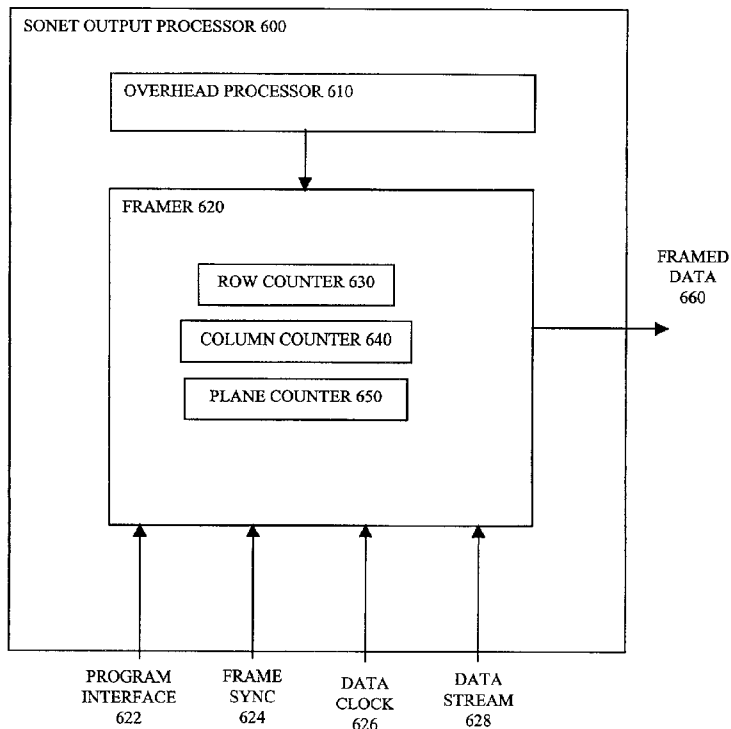 SONET OUTPUT PROCESSOR 600
OVERHEAD PROCESSOR 610
FRAMER 620
ROW COUNTER 630
COLUMN COUNTER 640
PLANE COUNTER 650
FRAMED
DATA
660
PROGRAM
INTERFACE
622
FRAME
SYNC
624
DATA
CLOCK
626
DATA
STREAM
628